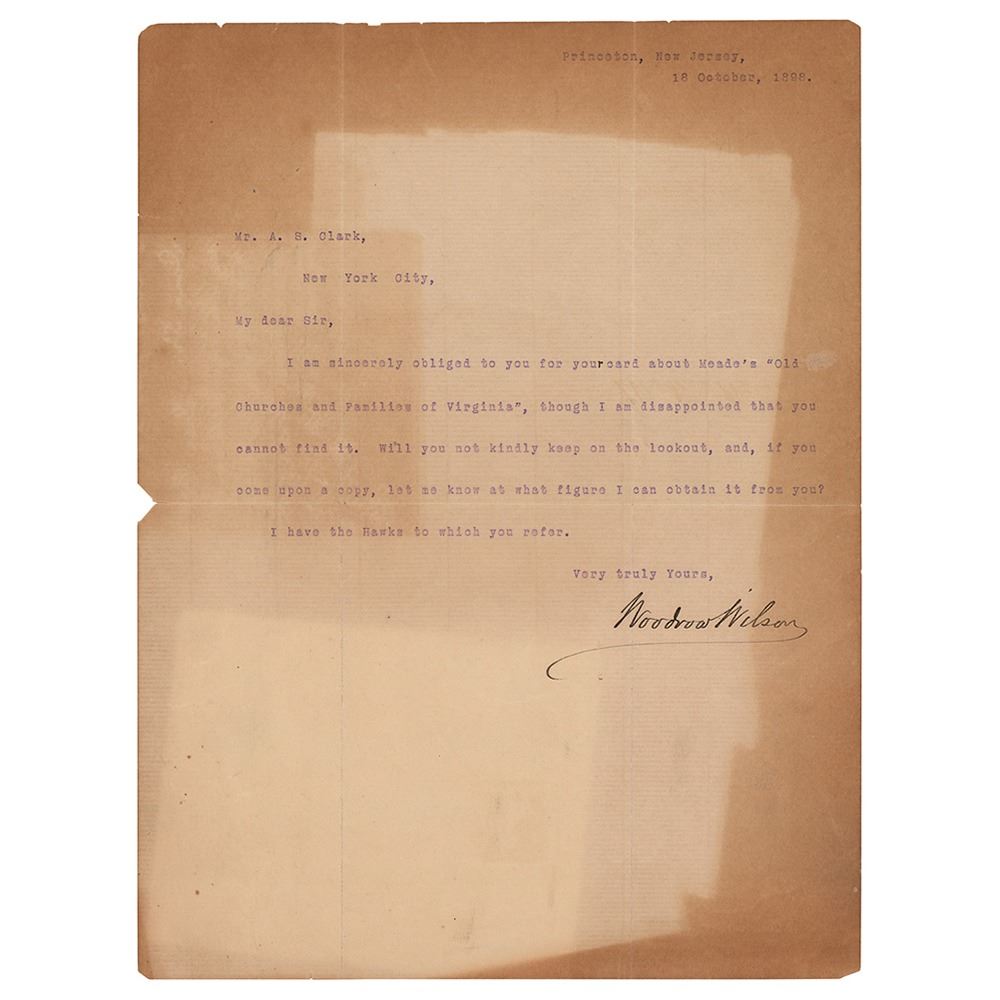 Princeton, New Jersey,
18 October, 1898.
Mr. A. S. Clark,
New York City,
My dear Sir,
I am sincerely obliged to you for yourcard about Meade's "Old
Churches and Families of Virginia", though I am disappointed that you
cannot find it. Will you not kindly keep on the lookout, and, if you
come upon a copy, let me know at what figure I can obtain it from you?
I have the Hawks to which you refer.
Very truly Yours,
Woodrow Wilson